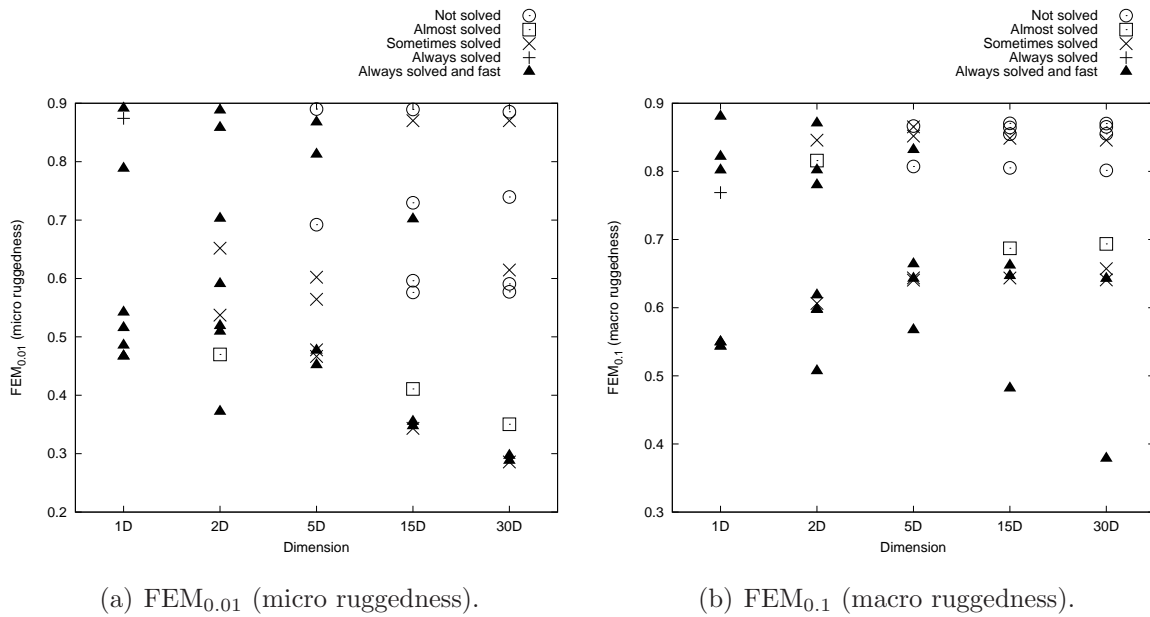 Not solved
Almost solved
Sometimes solved
Always solved
Always solved and fast
0.9
0.8
0.7
0.6
0.5
0.4
0.3
0.2
FEM0.01 (micro ruggedness)
1D 2D 5D 15D 30D
Dimension
(a) FEM0.01 (micro ruggedness).
Not solved
Almost solved
Sometimes solved
Always solved
Always solved and fast
0.9
0.8
0.7
0.6
0.5
0.4
0.3
FEM0.1 (macro ruggedness)
1D 2D 5D 15D 30D
Dimension
(b) FEM0.1 (macro ruggedness).